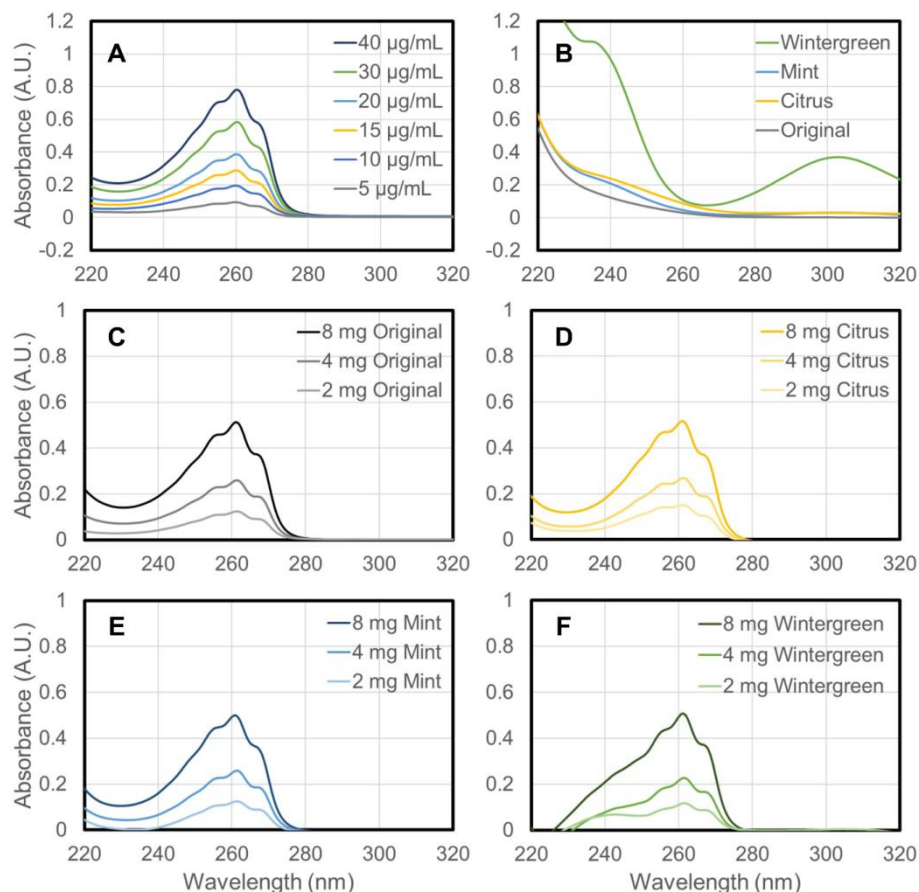 Absorbance (A.U.)
1.2
1
0.8
0.6
0.4
0.2
0
-0.2
A
40 µg/mL
30 µg/mL
20 µg/mL
15 µg/mL
10 µg/mL
5 µg/mL
220 240 260 280 300 320
1.2
1
0.8
0.6
0.4
0.2
0
-0.2
B
Wintergreen
Mint
Citrus
Original
220 240 260 280 300 320
Absorbance (A.U.)
1
0.8
0.6
0.4
0.2
0
C
8 mg Original
4 mg Original
2 mg Original
220 240 260 280 300 320
1
0.8
0.6
0.4
0.2
0
D
8 mg Citrus
4 mg Citrus
2 mg Citrus
220 240 260 280 300 320
Absorbance (A.U.)
1
0.8
0.6
0.4
0.2
0
E
8 mg Mint
4 mg Mint
2 mg Mint
220 240 260 280 300 320
Wavelength (nm)
1
0.8
0.6
0.4
0.2
0
F
8 mg Wintergreen
4 mg Wintergreen
2 mg Wintergreen
220 240 260 280 300 320
Wavelength (nm)